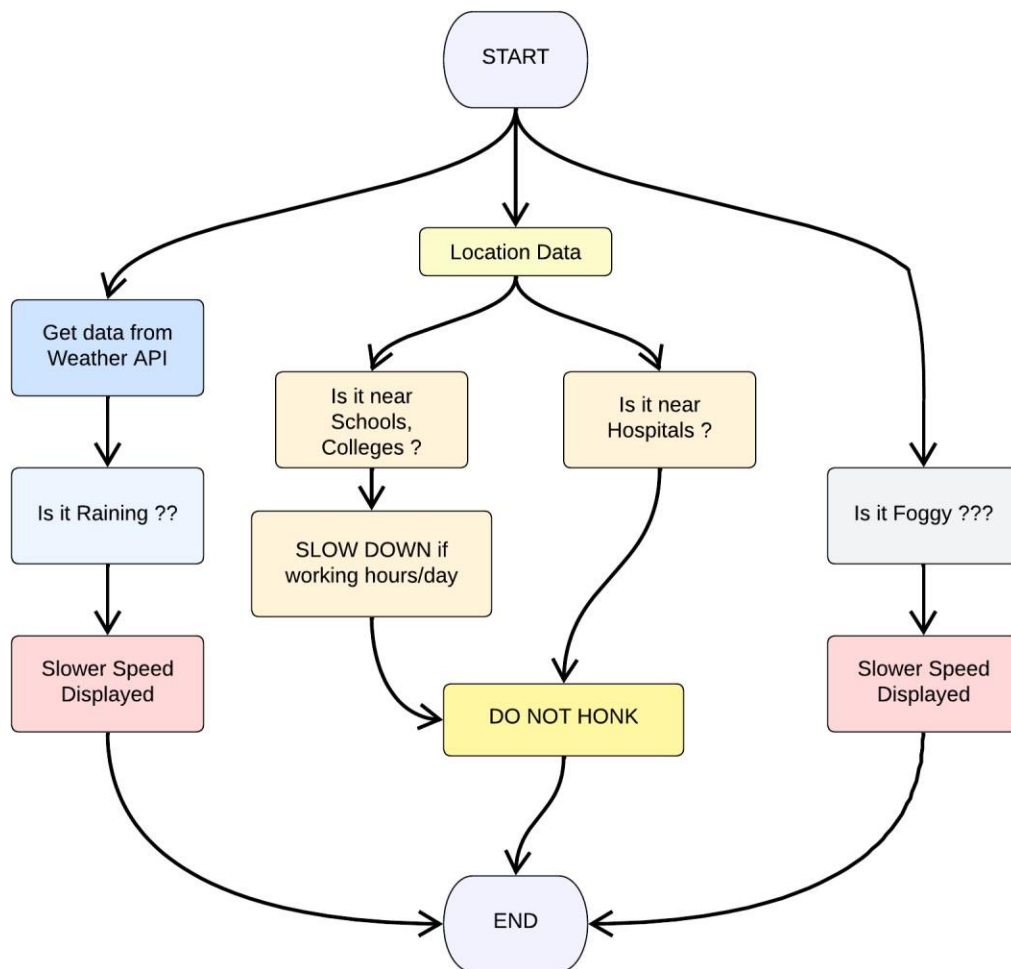 START
Location Data
Get data from
Weather API
Is it near
Schools,
Colleges ?
Is it near
Hospitals ?
Is it Raining ??
SLOW DOWN if
working hours/day
Is it Foggy ???
Slower Speed
Displayed
DO NOT HONK
Slower Speed
Displayed
END